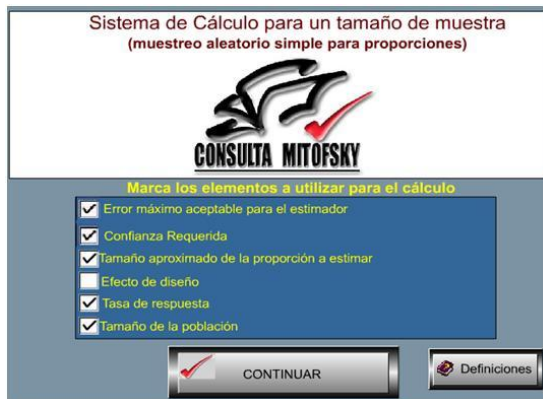 Sistema de Cálculo para un tamaño de muestra
(muestreo aleatorio simple para proporciones)
CONSULTA MITOFSKY
Marca los elementos a utilizar para el cálculo
Error máximo aceptable para el estimador
Confianza Requerida
Tamaño aproximado de la proporción a estimar
Efecto de diseño
Tasa de respuesta
Tamaño de la población
CONTINUAR
Definiciones